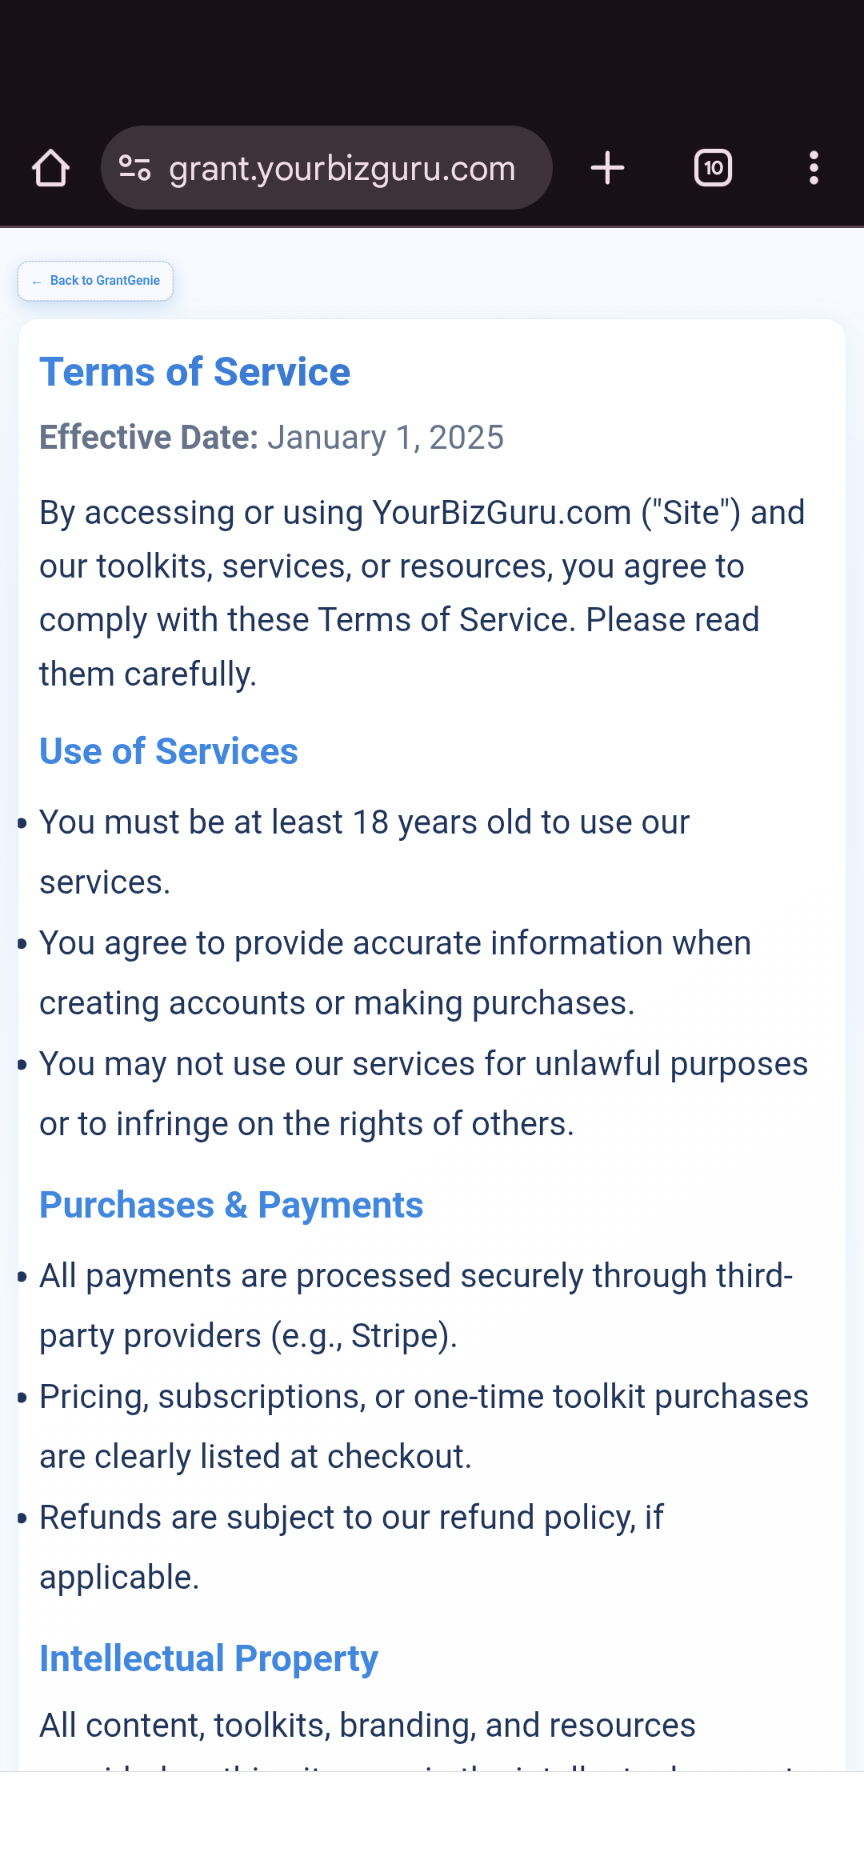 grant.yourbizguru.com
10
← Back to GrantGenie
Terms of Service
Effective Date: January 1, 2025
By accessing or using YourBizGuru.com ("Site") and
our toolkits, services, or resources, you agree to
comply with these Terms of Service. Please read
them carefully.
Use of Services
• You must be at least 18 years old to use our
services.
• You agree to provide accurate information when
creating accounts or making purchases.
• You may not use our services for unlawful purposes
or to infringe on the rights of others.
Purchases & Payments
• All payments are processed securely through third-
party providers (e.g., Stripe).
• Pricing, subscriptions, or one-time toolkit purchases
are clearly listed at checkout.
• Refunds are subject to our refund policy, if
applicable.
Intellectual Property
All content, toolkits, branding, and resources